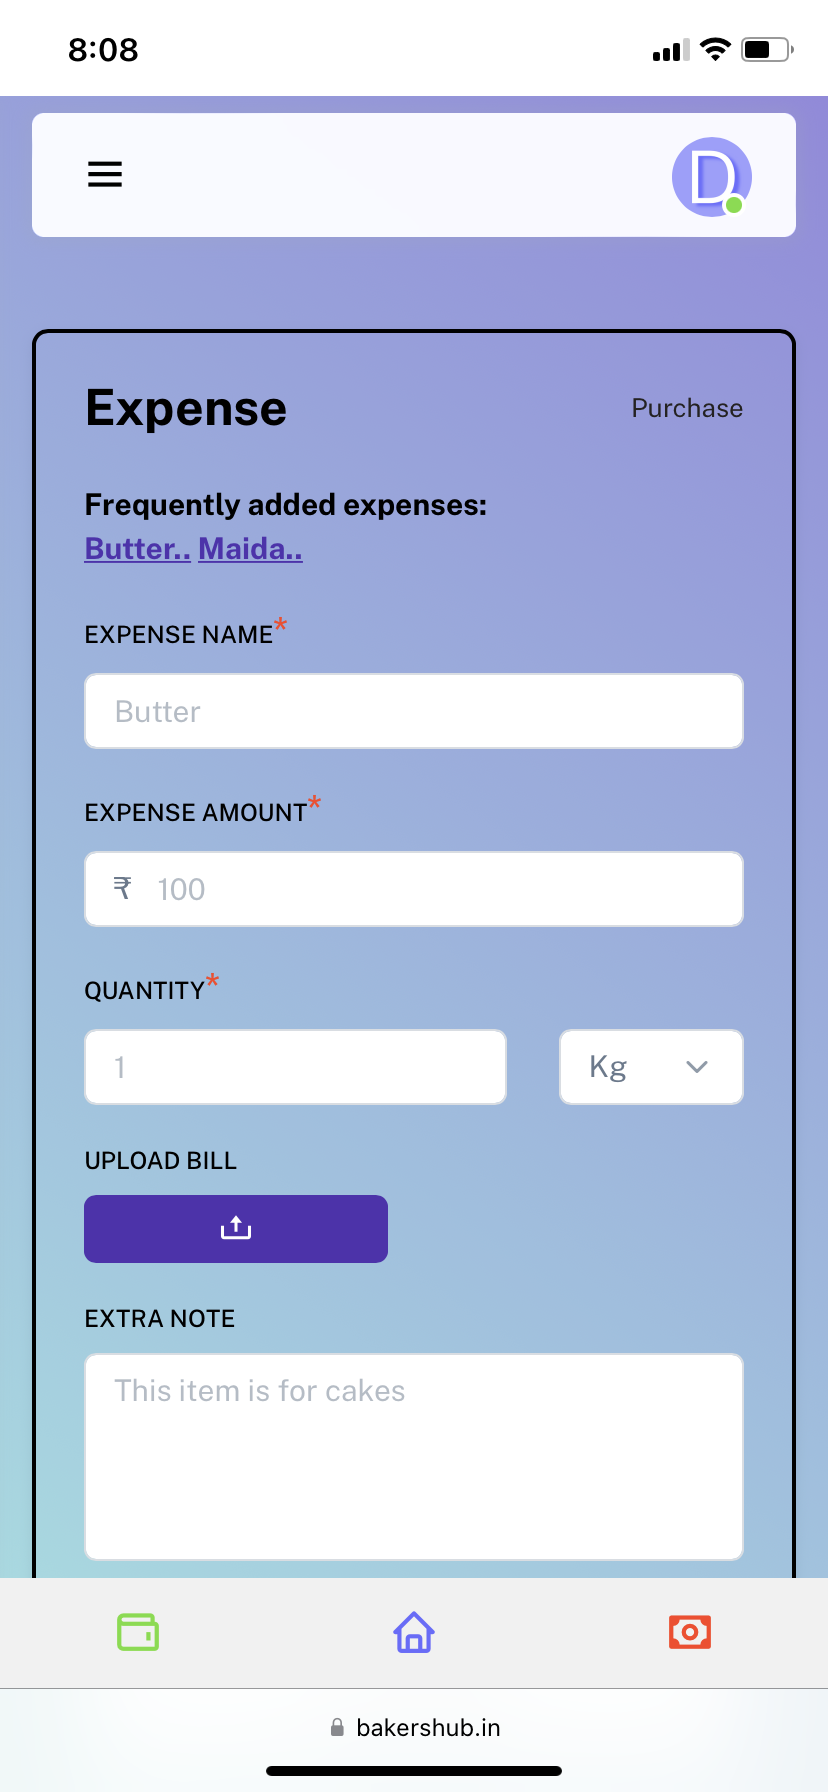 8:08
D
Expense
Purchase
Frequently added expenses:
Butter.. Maida..
EXPENSE NAME*
Butter
EXPENSE AMOUNT*
₹ 100
QUANTITY*
1 Kg
UPLOAD BILL
EXTRA NOTE
This item is for cakes
bakershub.in